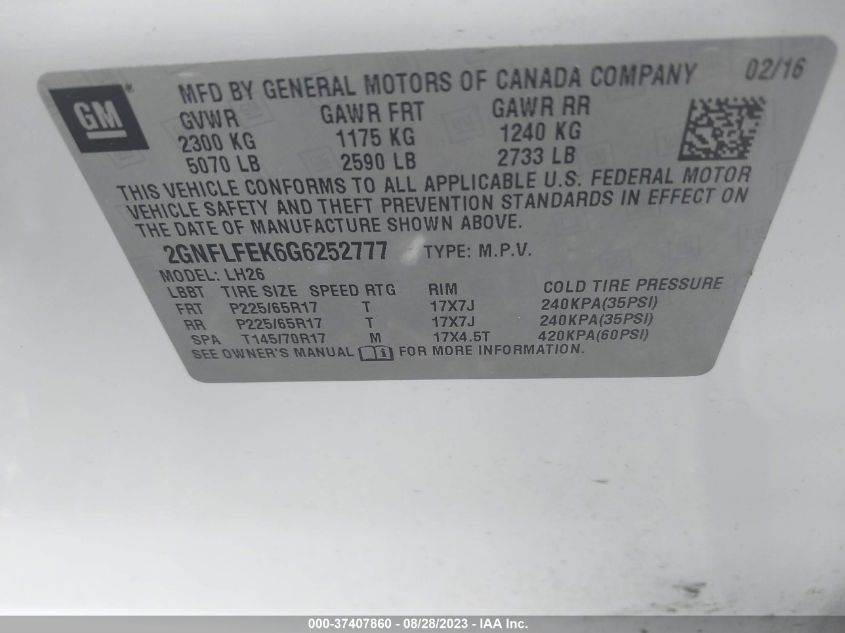 GM ® MFD BY GENERAL MOTORS OF CANADA COMPANY 02/16
GVWR GAWR FRT GAWR RR
2300 KG 1175 KG 1240 KG
5070 LB 2590 LB 2733 LB
THIS VEHICLE CONFORMS TO ALL APPLICABLE U.S. FEDERAL MOTOR
VEHICLE SAFETY AND THEFT PREVENTION STANDARDS IN EFFECT ON
THE DATE OF MANUFACTURE SHOWN ABOVE.
2GNFLFEK6G6252777 TYPE: M.P.V.
MODEL: LH26
LBBT TIRE SIZE SPEED RTG RIM COLD TIRE PRESSURE
FRT P225/65R17 T 17X7J 240KPA(35PSI)
RR P225/65R17 T 17X7J 240KPA(35PSI)
SPA T145/70R17 M 17X4.5T 420KPA(60PSI)
SEE OWNER'S MANUAL i FOR MORE INFORMATION.
000-37407860 - 08/28/2023 - IAA Inc.